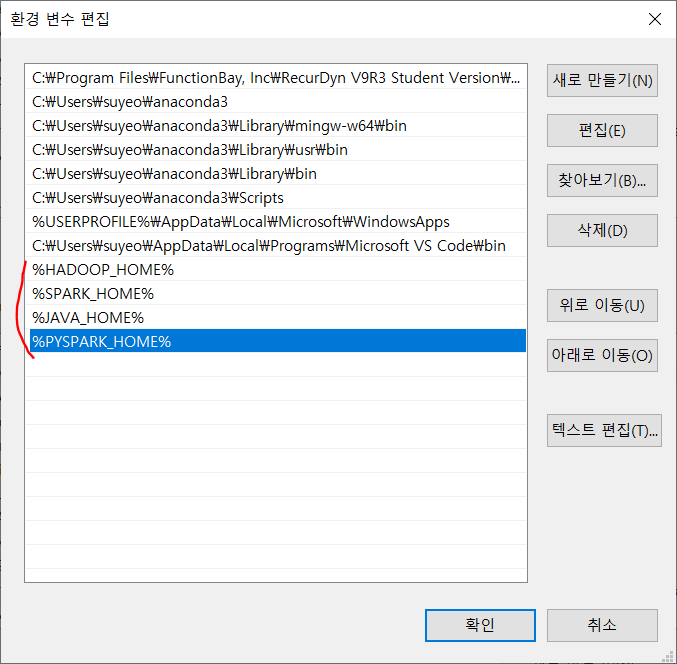 환경 변수 편집
C:₩Program Files₩FunctionBay, Inc₩RecurDyn V9R3 Student Version₩...
C:₩Users₩suyeo₩anaconda3
C:₩Users₩suyeo₩anaconda3₩Library₩mingw-w64₩bin
C:₩Users₩suyeo₩anaconda3₩Library₩usr₩bin
C:₩Users₩suyeo₩anaconda3₩Library₩bin
C:₩Users₩suyeo₩anaconda3₩Scripts
%USERPROFILE%₩AppData₩Local₩Microsoft₩WindowsApps
C:₩Users₩suyeo₩AppData₩Local₩Programs₩Microsoft VS Code₩bin
%HADOOP_HOME%
%SPARK_HOME%
%JAVA_HOME%
%PYSPARK_HOME%
새로 만들기(N)
편집(E)
찾아보기(B)...
삭제(D)
위로 이동(U)
아래로 이동(O)
텍스트 편집(T)...
확인
취소